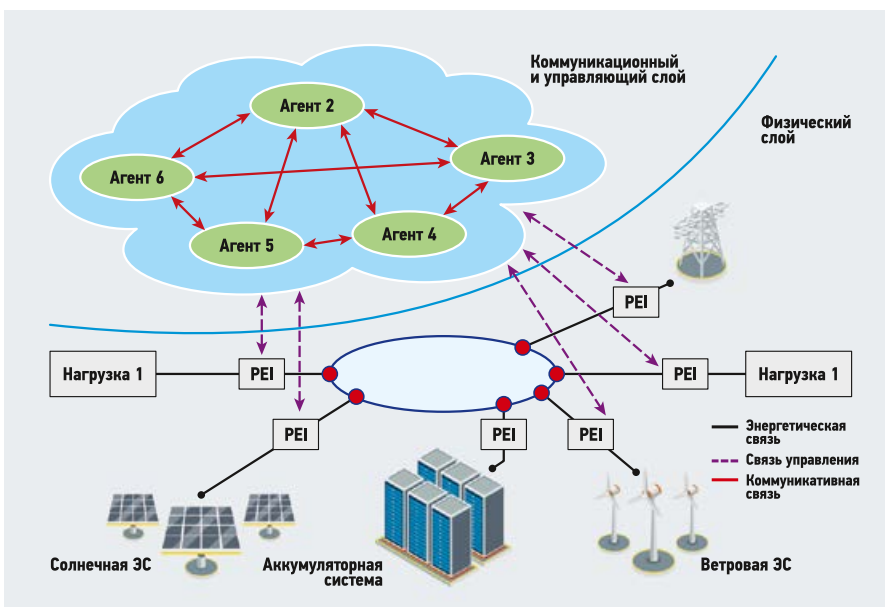 Коммуникационный
и управляющий слой
Физический
слой
Агент 2
Агент 3
Агент 6
Агент 4
Агент 5
PEI
Нагрузка 1
PEI
PEI
Нагрузка 1
PEI
PEI
PEI
Энергетическая
связь
Связь управления
Коммуникативная
связь
Солнечная ЭС
Аккумуляторная
система
Ветровая ЭС